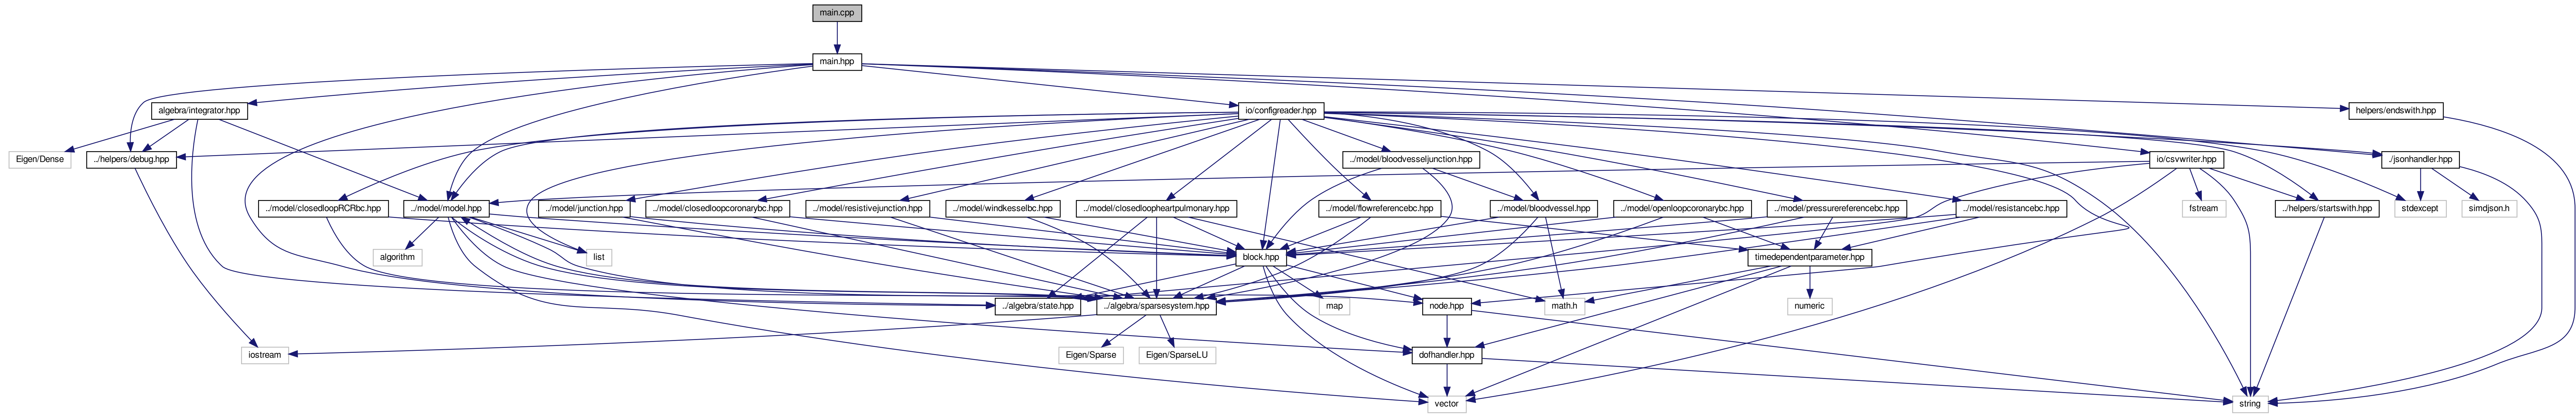 main.cpp
main.hpp
algebra/integrator.hpp
io/configreader.hpp
helpers/endswith.hpp
Eigen/Dense
../helpers/debug.hpp
../model/bloodvesseljunction.hpp
io/csvwriter.hpp
./jsonhandler.hpp
../model/closedloopRCRbc.hpp
../model/model.hpp
../model/junction.hpp
../model/closedloopcoronarybc.hpp
../model/resistivejunction.hpp
../model/windkesselbc.hpp
../model/closedloopheartpulmonary.hpp
../model/flowreferencebc.hpp
../model/bloodvessel.hpp
../model/openloopcoronarybc.hpp
../model/pressurereferencebc.hpp
../model/resistancebc.hpp
fstream
../helpers/startswith.hpp
stdexcept
simdjson.h
algorithm
list
block.hpp
timedependentparameter.hpp
../algebra/state.hpp
../algebra/sparsesystem.hpp
map
node.hpp
math.h
numeric
iostream
Eigen/Sparse
Eigen/SparseLU
dofhandler.hpp
vector
string